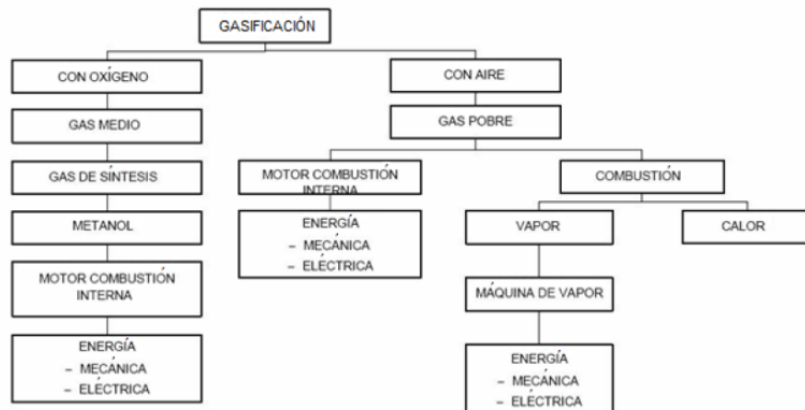 GASIFICACIÓN
CON OXÍGENO
GAS MEDIO
GAS DE SÍNTESIS
METANOL
MOTOR COMBUSTIÓN
INTERNA
ENERGÍA
– MECÁNICA
– ELÉCTRICA
CON AIRE
GAS POBRE
MOTOR COMBUSTIÓN
INTERNA
ENERGÍA
– MECÁNICA
– ELÉCTRICA
COMBUSTIÓN
VAPOR
MÁQUINA DE VAPOR
ENERGÍA
– MECÁNICA
– ELÉCTRICA
CALOR